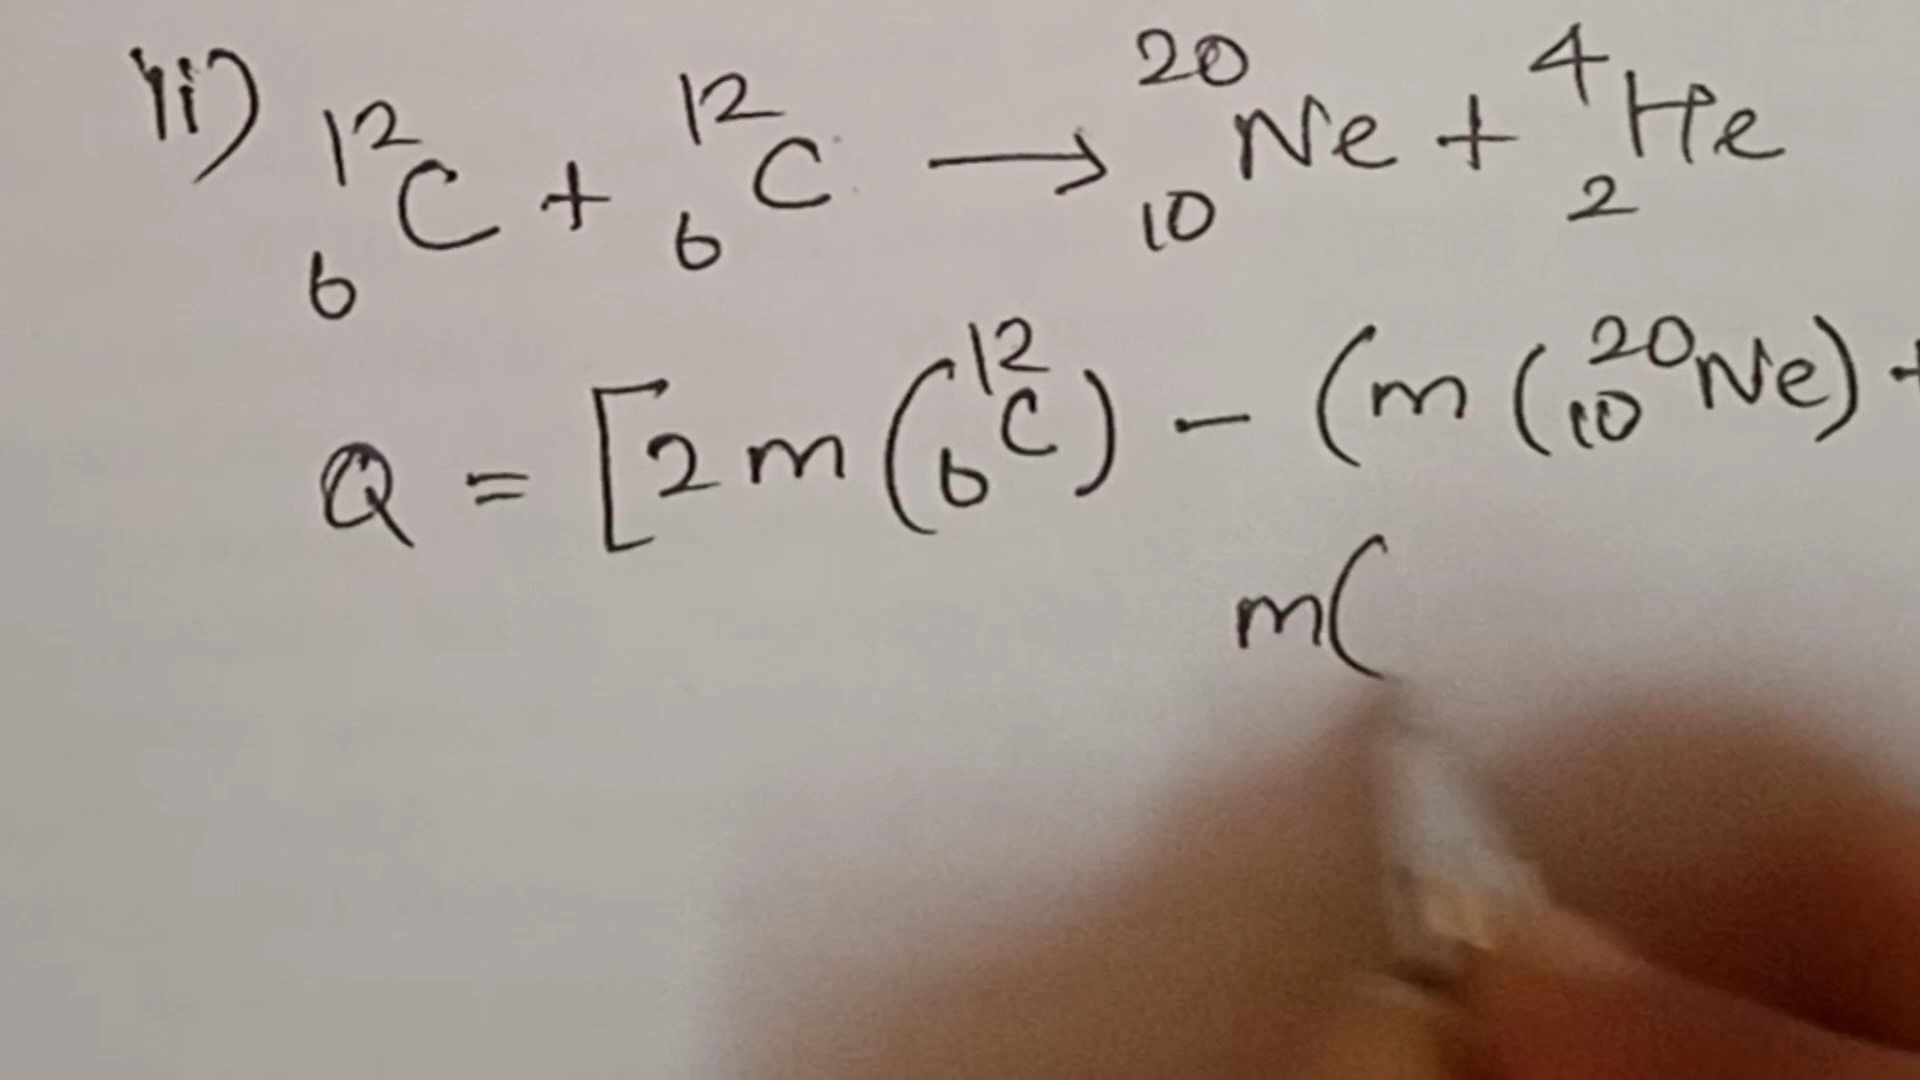 ii) ¹²₆C + ¹²₆C → ²⁰₁₀Ne + ⁴₂He
Q = [2m(¹²₆C) - (m(²⁰₁₀Ne) +
m(